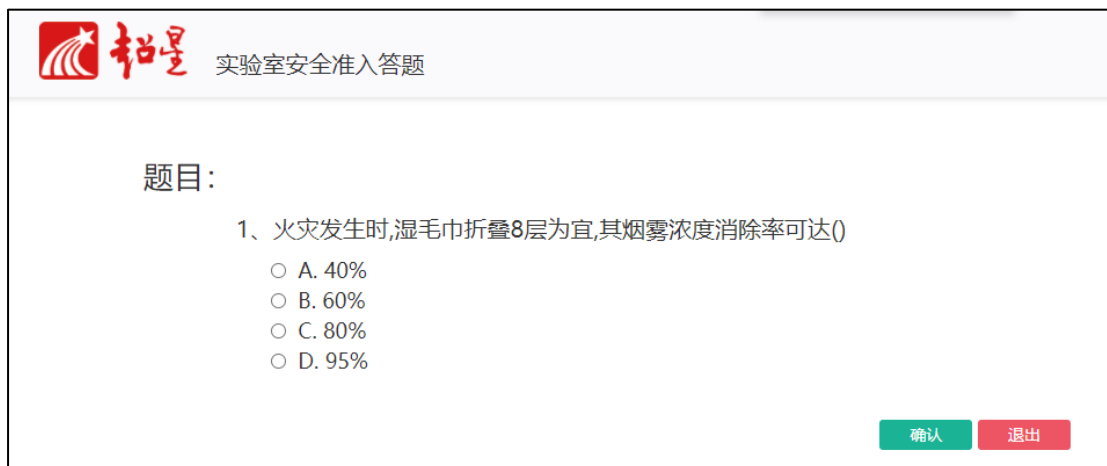 超星 实验室安全准入答题
题目：
1、火灾发生时,湿毛巾折叠8层为宜,其烟雾浓度消除率可达()
A. 40%
B. 60%
C. 80%
D. 95%
确认 退出